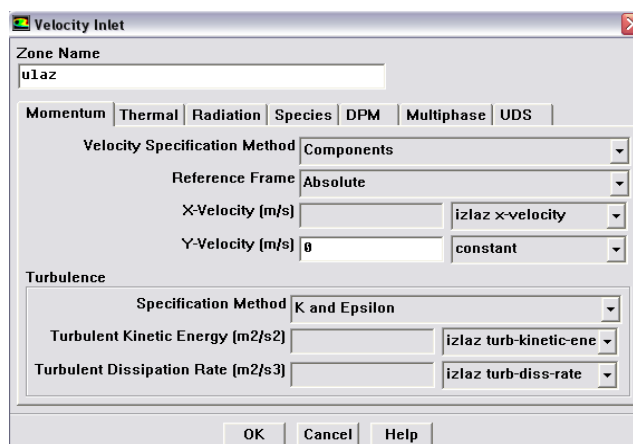 Velocity Inlet
Zone Name
ulaz
Momentum Thermal Radiation Species DPM Multiphase UDS
Velocity Specification Method Components
Reference Frame Absolute
X-Velocity (m/s) izlaz x-velocity
Y-Velocity (m/s) 0 constant
Turbulence
Specification Method K and Epsilon
Turbulent Kinetic Energy (m2/s2) izlaz turb-kinetic-ene
Turbulent Dissipation Rate (m2/s3) izlaz turb-diss-rate
OK Cancel Help